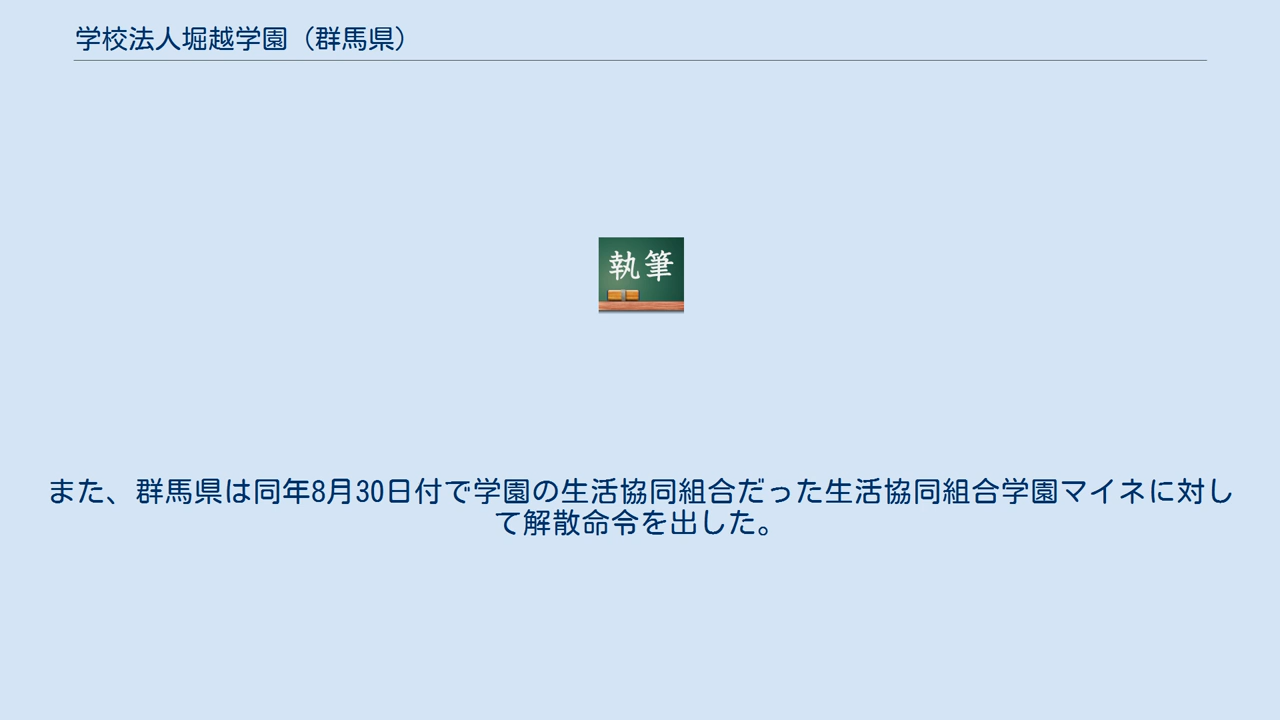 学校法人堀越学園（群馬県）
執筆
また、群馬県は同年8月30日付で学園の生活協同組合だった生活協同組合学園マイネに対し
て解散命令を出した。